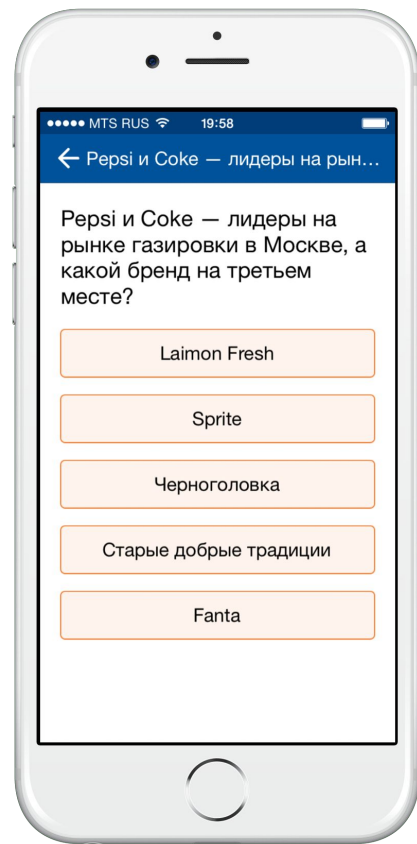 MTS RUS 19:58
Pepsi и Coke — лидеры на рын...
Pepsi и Coke — лидеры на
рынке газировки в Москве, а
какой бренд на третьем
месте?
Laimon Fresh
Sprite
Черноголовка
Старые добрые традиции
Fanta